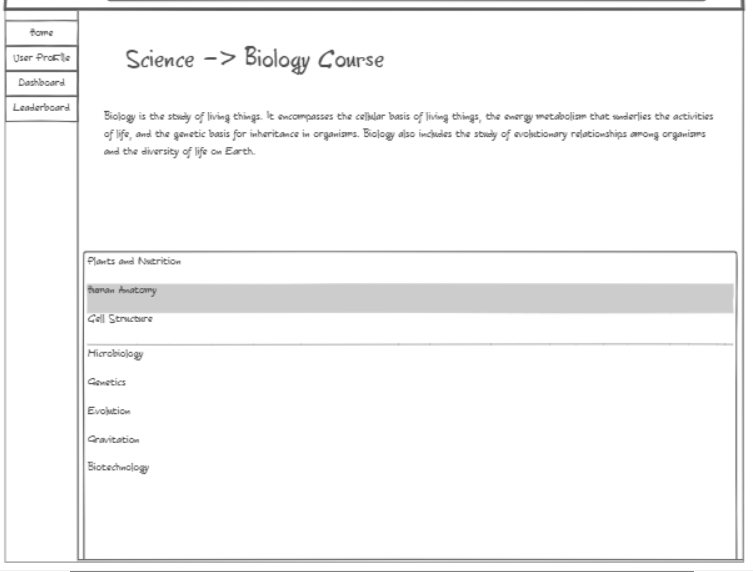 Home
User Profile
Dashboard
Leaderboard
Science -> Biology Course
Biology is the study of living things. It encompasses the cellular basis of living things, the energy metabolism that underlies the activities
of life, and the genetic basis for inheritance in organisms. Biology also includes the study of evolutionary relationships among organisms
and the diversity of life on Earth.
Plants and Nutrition
Human Anatomy
Cell Structure
Microbiology
Genetics
Evolution
Gravitation
Biotechnology